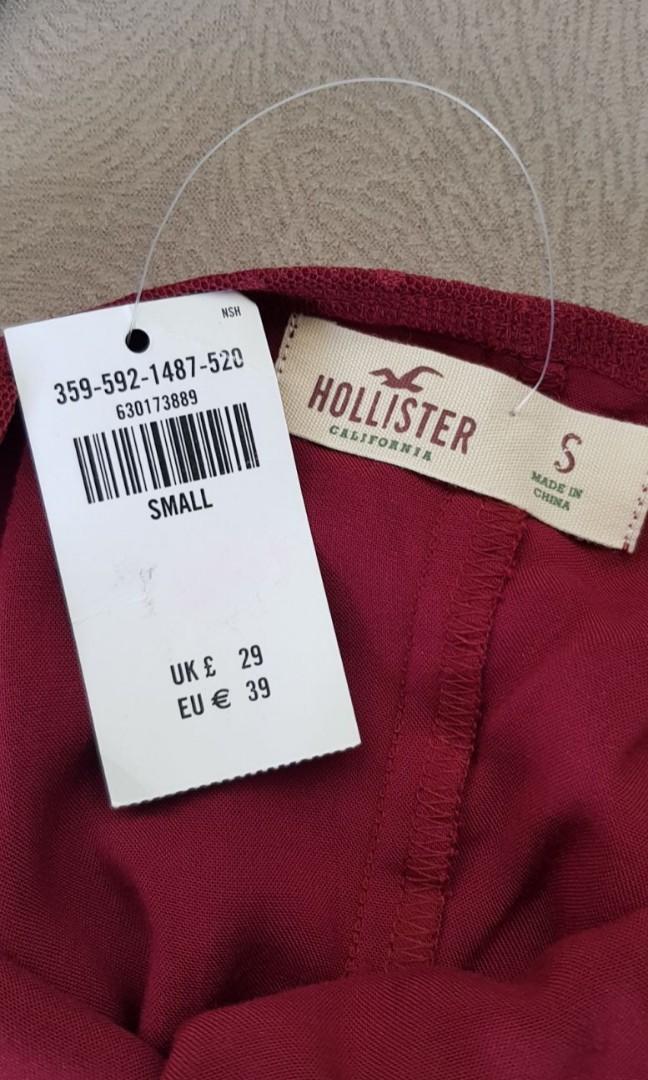 NSH
359-592-1487-520
630173889
SMALL
UK £ 29
EU € 39
HOLLISTER
CALIFORNIA
S
MADE IN
CHINA